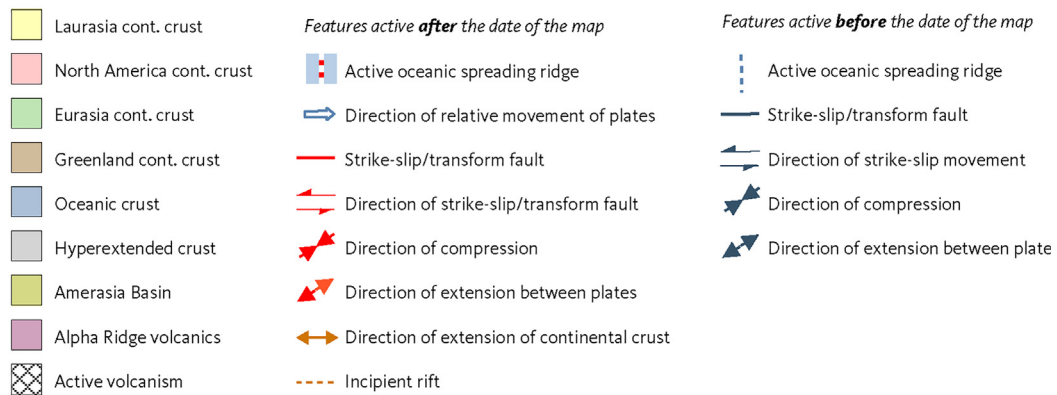 Laurasia cont. crust
North America cont. crust
Eurasia cont. crust
Greenland cont. crust
Oceanic crust
Hyperextended crust
Amerasia Basin
Alpha Ridge volcanics
Active volcanism
Features active after the date of the map
Active oceanic spreading ridge
Direction of relative movement of plates
Strike-slip/transform fault
Direction of strike-slip/transform fault
Direction of compression
Direction of extension between plates
Direction of extension of continental crust
Incipient rift
Features active before the date of the map
Active oceanic spreading ridge
Strike-slip/transform fault
Direction of strike-slip movement
Direction of compression
Direction of extension between plate